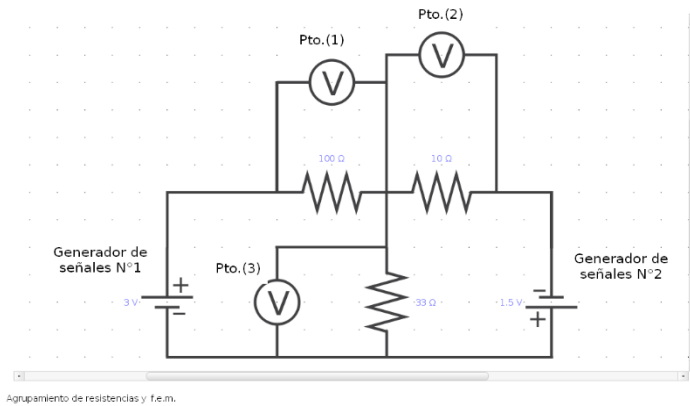 Pto.(2)
Pto.(1)
V
V
100 Ω
10 Ω
Generador de
señales N°1
Pto.(3)
Generador de
señales N°2
+
3 V
−
V
33 Ω
1.5 V
−
+
Agrupamiento de resistencias y f.e.m.